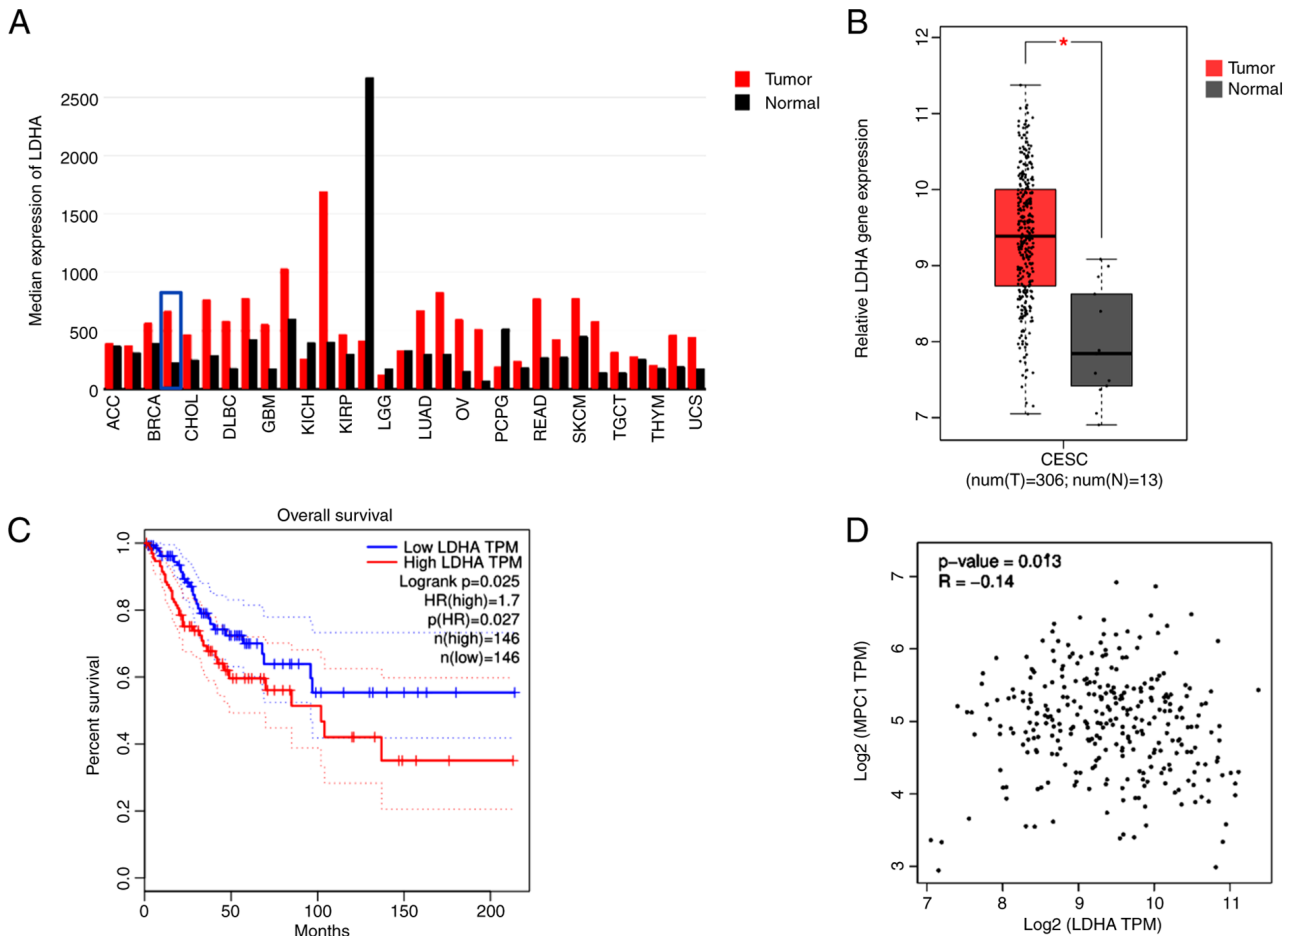 A
Median expression of LDHA
2500
2000
1500
1000
500
0
ACC
BRCA
CHOL
DLBC
GBM
KICH
KIRP
LGG
LUAD
OV
PCPG
READ
SKCM
TGCT
THYM
UCS
Tumor
Normal
B
Relative LDHA gene expression
12
11
10
9
8
7
*
CESC
(num(T)=306; num(N)=13)
Tumor
Normal
C
Overall survival
Percent survival
1.0
0.8
0.6
0.4
0.2
0.0
Low LDHA TPM
High LDHA TPM
Logrank p=0.025
HR(high)=1.7
p(HR)=0.027
n(high)=146
n(low)=146
0 50 100 150 200
Months
D
Log2 (MPC1 TPM)
7
6
5
4
3
p-value = 0.013
R = −0.14
7 8 9 10 11
Log2 (LDHA TPM)